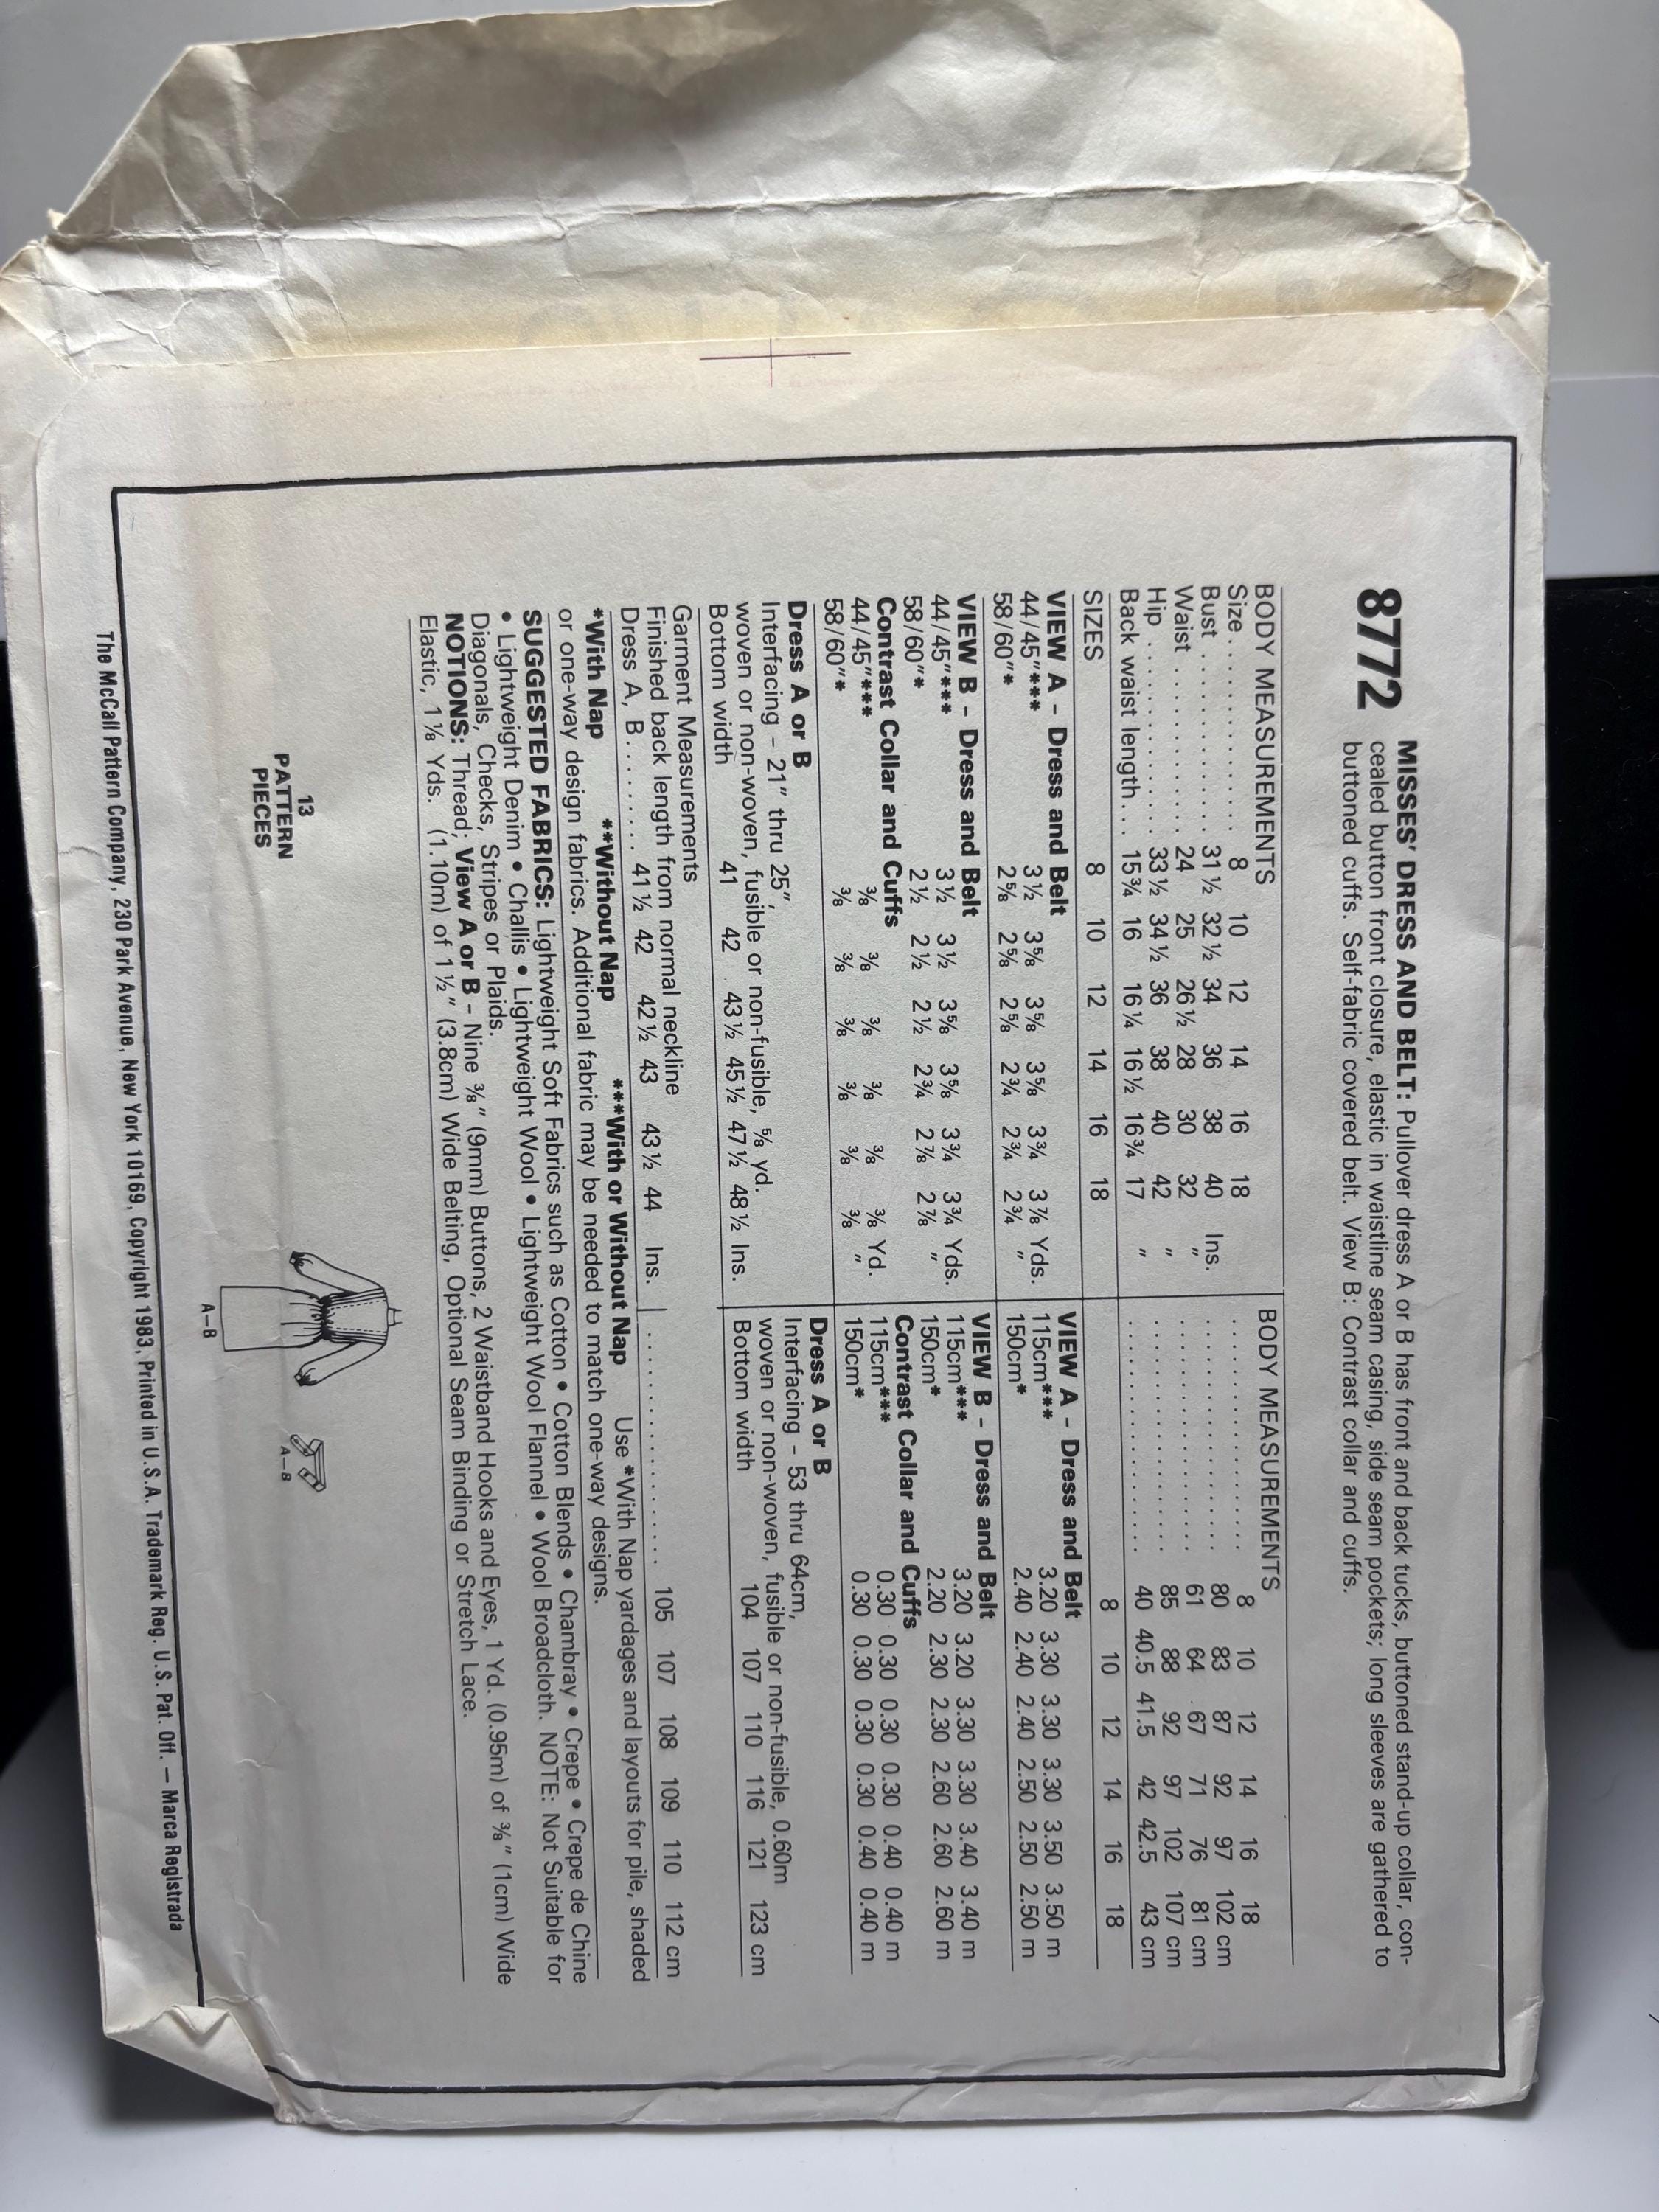 8772
MISSES' DRESS AND BELT: Pullover dress A or B has front and back tucks, buttoned stand-up collar, con-
cealed button front closure, elastic in waistline seam casing, side seam pockets; long sleeves are gathered to
buttoned cuffs. Self-fabric covered belt. View B: Contrast collar and cuffs.
BODY MEASUREMENTS BODY MEASUREMENTS
Size 8 10 12 14 16 18 8 10 12 14 16 18
Bust 31½ 32½ 34 36 38 40 Ins. 80 83 87 92 97 102 cm
Waist 24 25 26½ 28 30 32 " 61 64 67 71 76 81 cm
Hip 33½ 34½ 36 38 40 42 " 85 88 92 97 102 107 cm
Back waist length 15¾ 16 16¼ 16½ 16¾ 17 " 40 40.5 41.5 42 42.5 43 cm
SIZES 8 10 12 14 16 18 8 10 12 14 16 18
VIEW A – Dress and Belt VIEW A – Dress and Belt
44/45"*** 3½ 3⅝ 3⅝ 3⅝ 3¾ 3⅞ Yds. 115cm*** 3.20 3.30 3.30 3.30 3.50 3.50 m
58/60"* 2⅝ 2⅝ 2⅝ 2¾ 2¾ 2¾ " 150cm* 2.40 2.40 2.40 2.50 2.50 2.50 m
VIEW B – Dress and Belt VIEW B – Dress and Belt
44/45"*** 3½ 3½ 3⅝ 3⅝ 3¾ 3¾ Yds. 115cm*** 3.20 3.20 3.30 3.30 3.40 3.40 m
58/60"* 2½ 2½ 2½ 2¾ 2⅞ 2⅞ " 150cm* 2.20 2.30 2.30 2.60 2.60 2.60 m
Contrast Collar and Cuffs Contrast Collar and Cuffs
44/45"*** ⅜ ⅜ ⅜ ⅜ ⅜ ⅜ Yd. 115cm*** 0.30 0.30 0.30 0.30 0.40 0.40 m
58/60"* ⅜ ⅜ ⅜ ⅜ ⅜ ⅜ " 150cm* 0.30 0.30 0.30 0.30 0.40 0.40 m
Dress A or B Dress A or B
Interfacing – 21" thru 25", Interfacing – 53 thru 64cm,
woven or non-woven, fusible or non-fusible, ⅝ yd. woven or non-woven, fusible or non-fusible, 0.60m
Bottom width 41 42 43½ 45½ 47½ 48½ Ins. Bottom width 104 107 110 116 121 123 cm
Garment Measurements
Finished back length from normal neckline
Dress A, B 41½ 42 42½ 43 43½ 44 Ins. 105 107 108 109 110 112 cm
*With Nap **Without Nap ***With or Without Nap Use *With Nap yardages and layouts for pile, shaded
or one-way design fabrics. Additional fabric may be needed to match one-way designs.
SUGGESTED FABRICS: Lightweight Soft Fabrics such as Cotton • Cotton Blends • Chambray • Crepe • Crepe de Chine
• Lightweight Denim • Challis • Lightweight Wool • Lightweight Wool Flannel • Wool Broadcloth. NOTE: Not Suitable for
Diagonals, Checks, Stripes or Plaids.
NOTIONS: Thread; View A or B – Nine ⅜" (9mm) Buttons, 2 Waistband Hooks and Eyes, 1 Yd. (0.95m) of ⅜" (1cm) Wide
Elastic, 1⅛ Yds. (1.10m) of 1½" (3.8cm) Wide Belting, Optional Seam Binding or Stretch Lace.
13
PATTERN
PIECES
A–B
A–B
The McCall Pattern Company, 230 Park Avenue, New York 10169, Copyright 1983, Printed in U.S.A. Trademark Reg. U.S. Pat. Off. — Marca Registrada